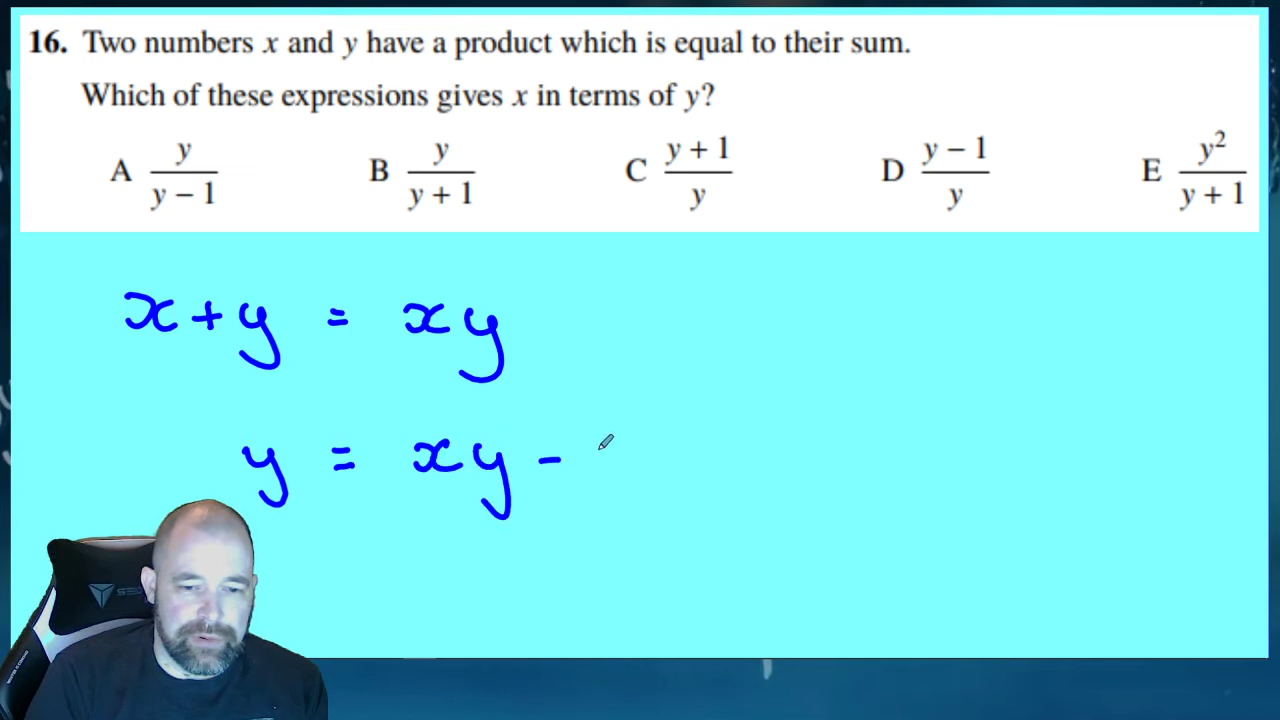 16. Two numbers x and y have a product which is equal to their sum.
Which of these expressions gives x in terms of y?
A y/(y − 1) B y/(y + 1) C (y + 1)/y D (y − 1)/y E y²/(y + 1)
x+y = xy
y = xy −